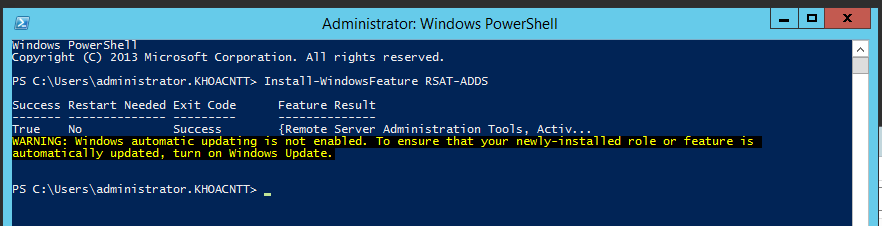 Administrator: Windows PowerShell
Windows PowerShell
Copyright (C) 2013 Microsoft Corporation. All rights reserved.
PS C:\Users\administrator.KHOACNTT> Install-WindowsFeature RSAT-ADDS
Success Restart Needed Exit Code      Feature Result
------- -------------- ---------      --------------
True    No             Success        {Remote Server Administration Tools, Activ...
WARNING: Windows automatic updating is not enabled. To ensure that your newly-installed role or feature is
automatically updated, turn on Windows Update.
PS C:\Users\administrator.KHOACNTT> _